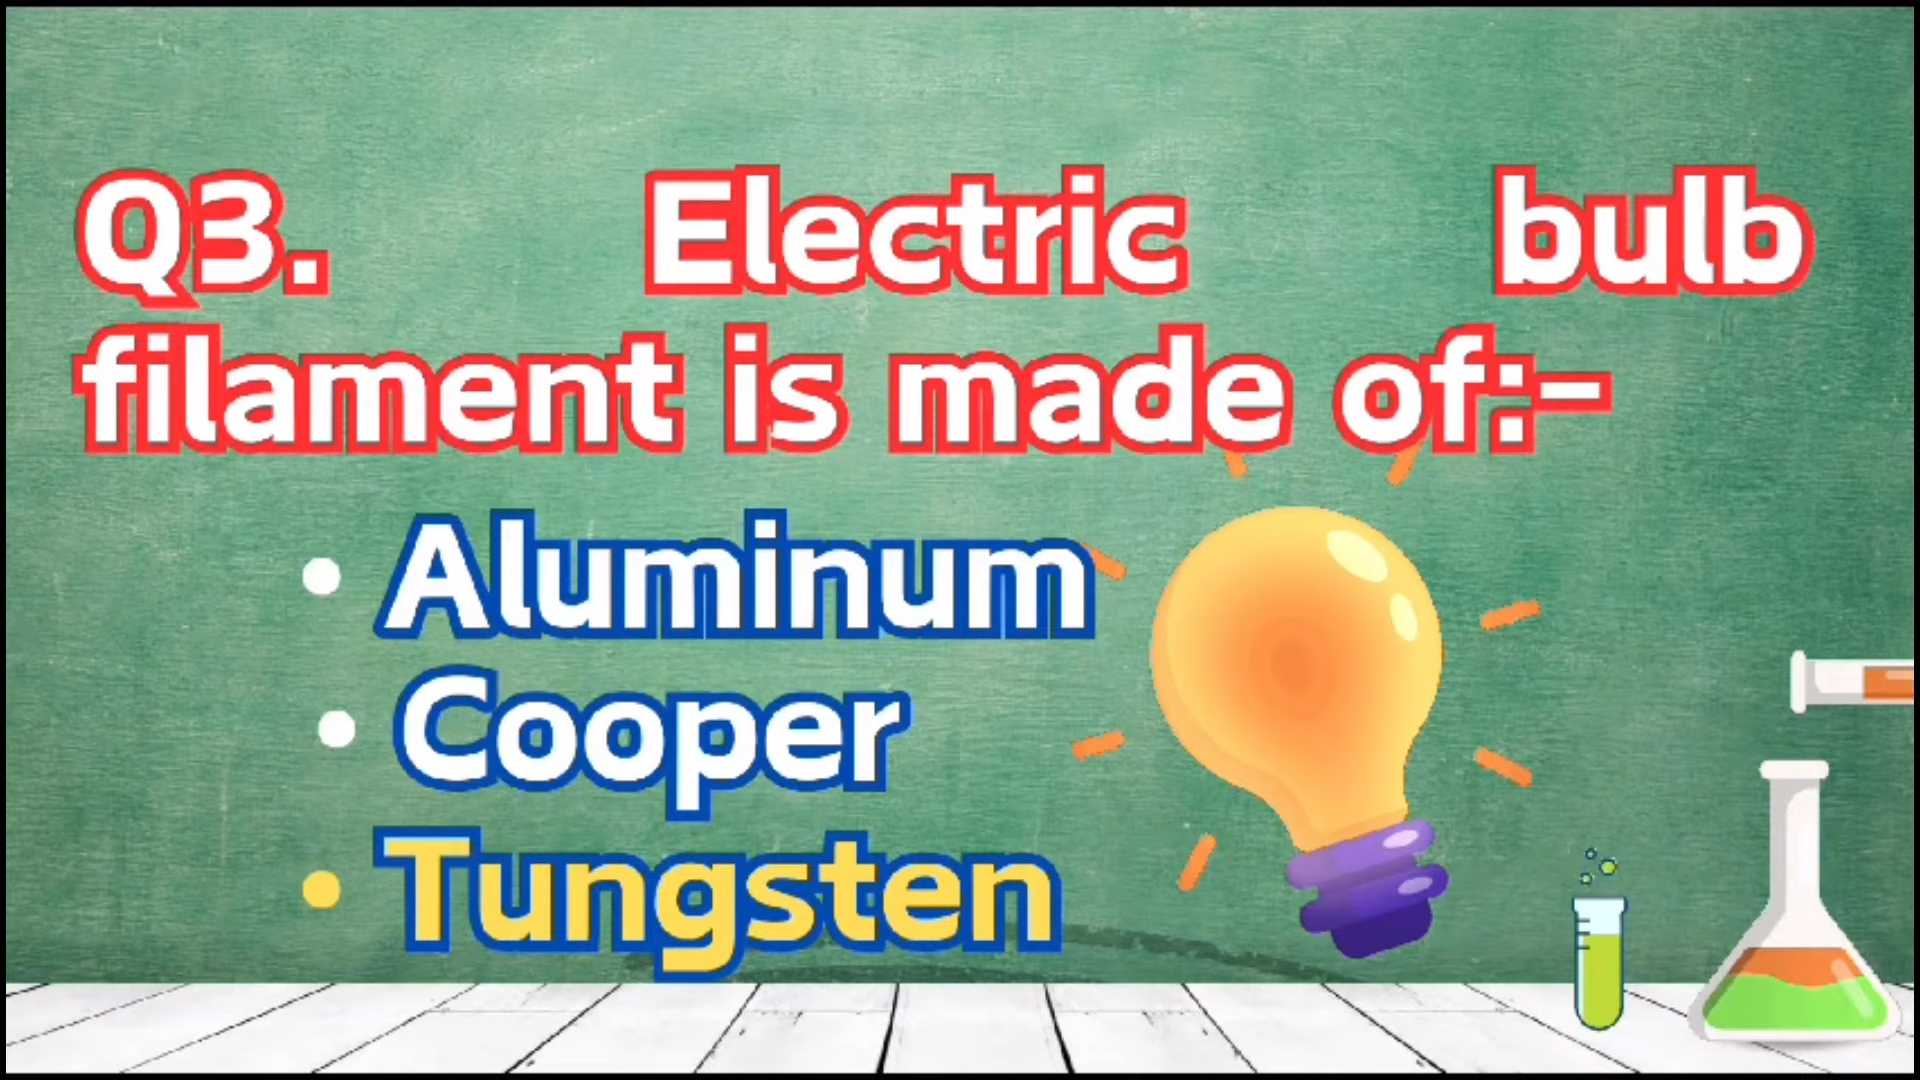 Q3. Electric bulb
filament is made of:-
• Aluminum
• Cooper
• Tungsten